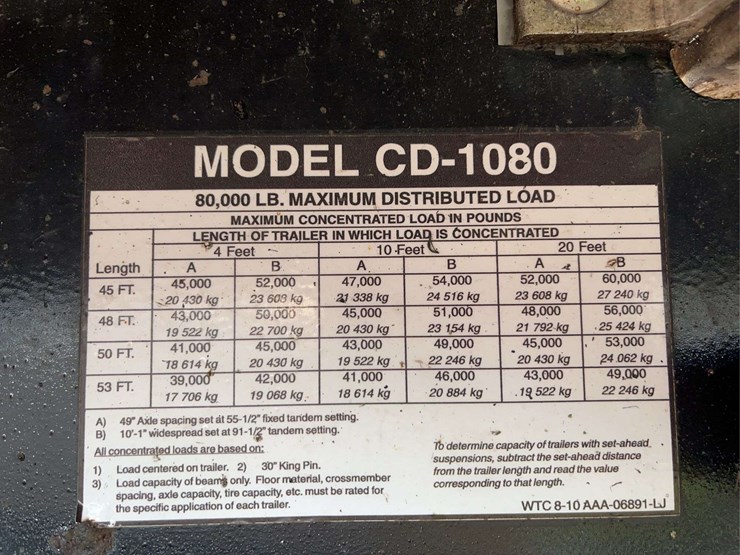 MODEL CD-1080
80,000 LB. MAXIMUM DISTRIBUTED LOAD
MAXIMUM CONCENTRATED LOAD IN POUNDS
LENGTH OF TRAILER IN WHICH LOAD IS CONCENTRATED
4 Feet 10 Feet 20 Feet
Length A B A B A B
45 FT. 45,000 52,000 47,000 54,000 52,000 60,000
20 430 kg 23 608 kg 21 338 kg 24 516 kg 23 608 kg 27 240 kg
48 FT. 43,000 50,000 45,000 51,000 48,000 56,000
19 522 kg 22 700 kg 20 430 kg 23 154 kg 21 792 kg 25 424 kg
50 FT. 41,000 45,000 43,000 49,000 45,000 53,000
18 614 kg 20 430 kg 19 522 kg 22 246 kg 20 430 kg 24 062 kg
53 FT. 39,000 42,000 41,000 46,000 43,000 49,000
17 706 kg 19 068 kg 18 614 kg 20 884 kg 19 522 kg 22 246 kg
A) 49" Axle spacing set at 55-1/2" fixed tandem setting.
B) 10'-1" widespread set at 91-1/2" tandem setting.
All concentrated loads are based on:
1) Load centered on trailer. 2) 30" King Pin.
3) Load capacity of beams only. Floor material, crossmember
spacing, axle capacity, tire capacity, etc. must be rated for
the specific application of each trailer.
To determine capacity of trailers with set-ahead
suspensions, subtract the set-ahead distance
from the trailer length and read the value
corresponding to that length.
WTC 8-10 AAA-06891-LJ